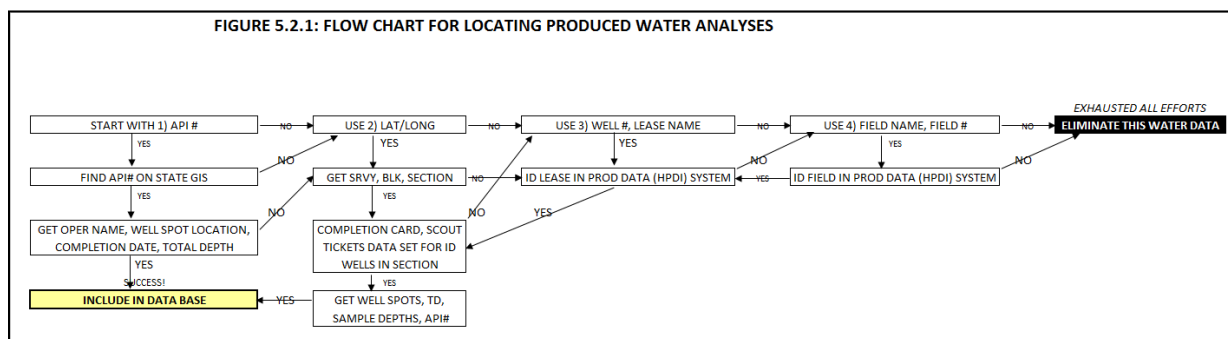 FIGURE 5.2.1: FLOW CHART FOR LOCATING PRODUCED WATER ANALYSES
EXHAUSTED ALL EFFORTS
START WITH 1) API #
NO
USE 2) LAT/LONG
NO
USE 3) WELL #, LEASE NAME
NO
USE 4) FIELD NAME, FIELD #
NO
ELIMINATE THIS WATER DATA
YES
NO
YES
YES
NO
YES
NO
FIND API# ON STATE GIS
GET SRVY, BLK, SECTION
NO
ID LEASE IN PROD DATA (HPDI) SYSTEM
YES
ID FIELD IN PROD DATA (HPDI) SYSTEM
YES
NO
YES
NO
YES
GET OPER NAME, WELL SPOT LOCATION,
COMPLETION DATE, TOTAL DEPTH
COMPLETION CARD, SCOUT
TICKETS DATA SET FOR ID
WELLS IN SECTION
YES
SUCCESS!
YES
INCLUDE IN DATA BASE
YES
GET WELL SPOTS, TD,
SAMPLE DEPTHS, API#